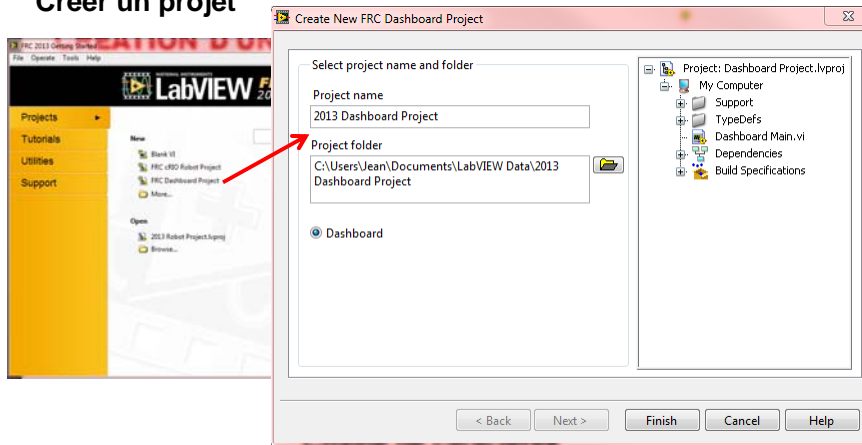 Créer un projet
FRC 2013 Getting Started
File Operate Tools Help
NATIONAL INSTRUMENTS
LabVIEW
Projects
Tutorials
Utilities
Support
New
Blank VI
FRC cRIO Robot Project
FRC Dashboard Project
More...
Open
2013 Robot Project.lvproj
Browse...
Create New FRC Dashboard Project
Select project name and folder
Project name
2013 Dashboard Project
Project folder
C:\Users\Jean\Documents\LabVIEW Data\2013
Dashboard Project
Dashboard
Project: Dashboard Project.lvproj
My Computer
Support
TypeDefs
Dashboard Main.vi
Dependencies
Build Specifications
< Back
Next >
Finish
Cancel
Help